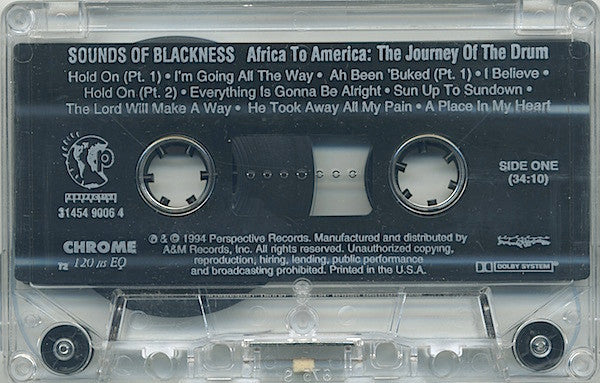 SOUNDS OF BLACKNESS Africa To America: The Journey Of The Drum
Hold On (Pt. 1) • I'm Going All The Way • Ah Been 'Buked (Pt. 1) • I Believe •
Hold On (Pt. 2) • Everything Is Gonna Be Alright • Sun Up To Sundown •
The Lord Will Make A Way • He Took Away All My Pain • A Place In My Heart
PERSPECTIVE
31454 9006 4
SIDE ONE
(34:10)
CHROME
120 µs EQ
℗ & © 1994 Perspective Records. Manufactured and distributed by
A&M Records, Inc. All rights reserved. Unauthorized copying,
reproduction, hiring, lending, public performance
and broadcasting prohibited. Printed in the U.S.A.
DOLBY SYSTEM